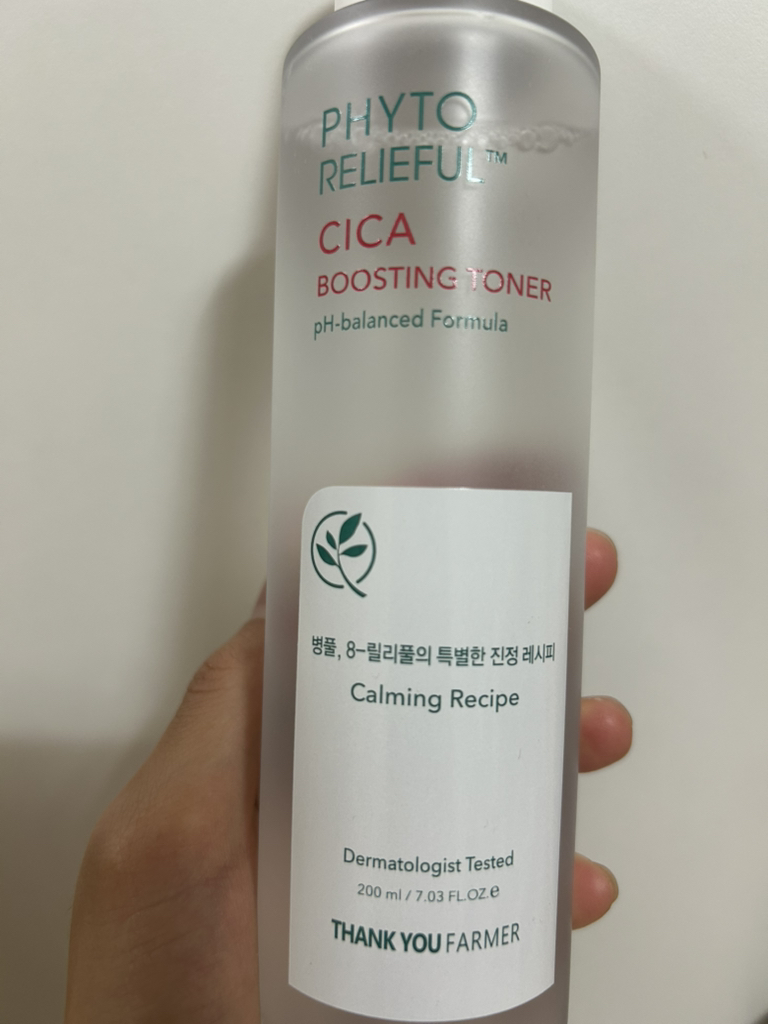 PHYTO
RELIEFUL™
CICA
BOOSTING TONER
pH-balanced Formula
병풀, 8-릴리풀의 특별한 진정 레시피
Calming Recipe
Dermatologist Tested
200 ml / 7.03 FL.OZ.e
THANK YOU FARMER